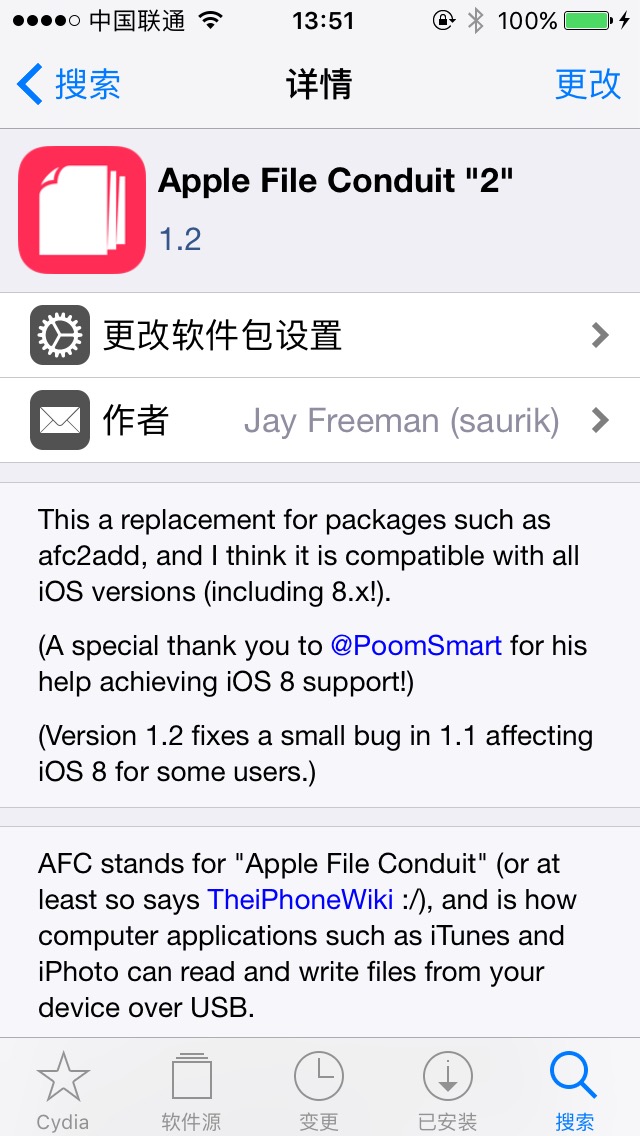 中国联通 13:51 100%
搜索 详情 更改
Apple File Conduit "2"
1.2
更改软件包设置
作者 Jay Freeman (saurik)
This a replacement for packages such as
afc2add, and I think it is compatible with all
iOS versions (including 8.x!).
(A special thank you to @PoomSmart for his
help achieving iOS 8 support!)
(Version 1.2 fixes a small bug in 1.1 affecting
iOS 8 for some users.)
AFC stands for "Apple File Conduit" (or at
least so says TheiPhoneWiki :/), and is how
computer applications such as iTunes and
iPhoto can read and write files from your
device over USB.
Cydia 软件源 变更 已安装 搜索